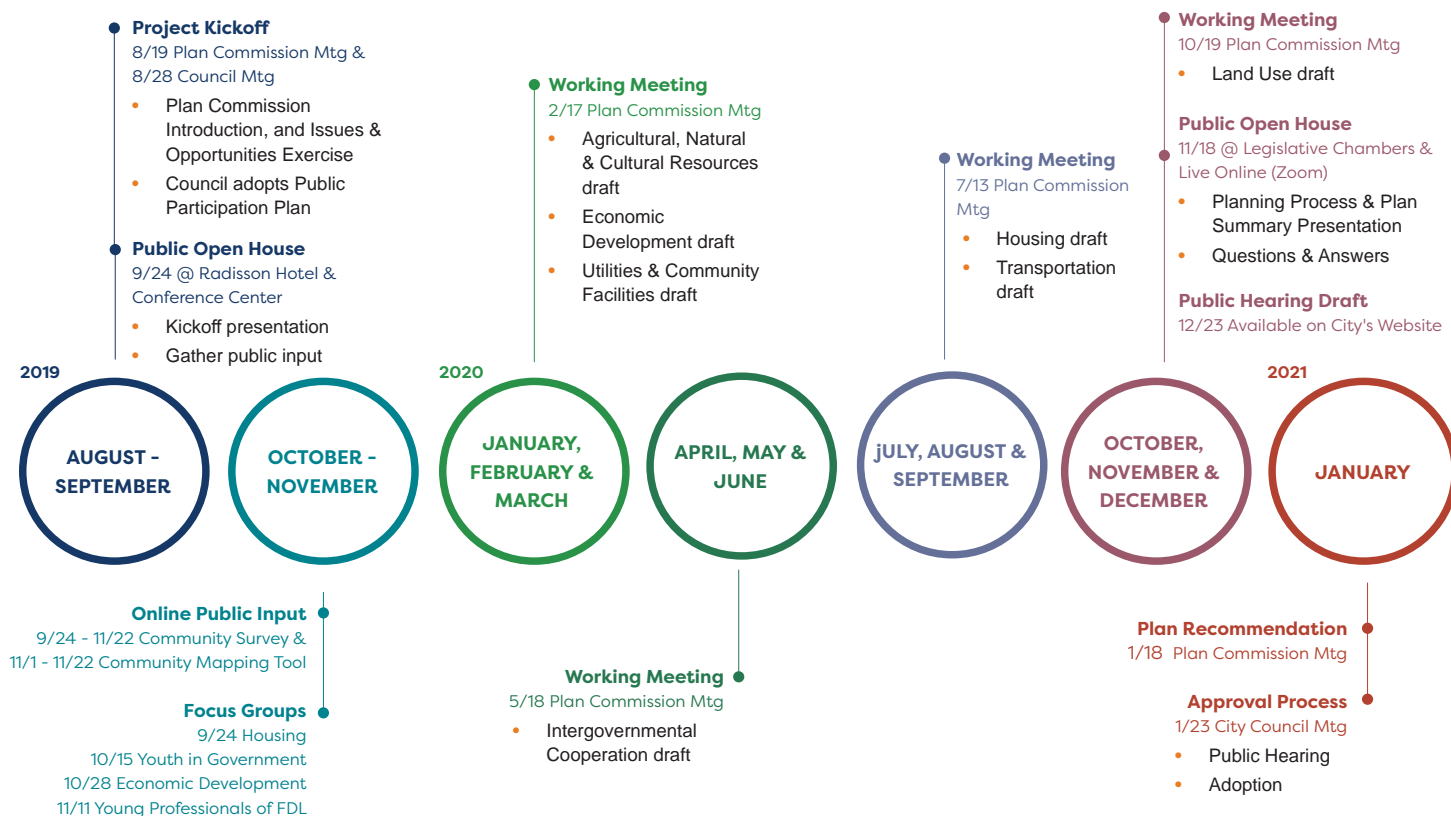 Project Kickoff
8/19 Plan Commission Mtg &
8/28 Council Mtg
• Plan Commission
Introduction, and Issues &
Opportunities Exercise
• Council adopts Public
Participation Plan
Public Open House
9/24 @ Radisson Hotel &
Conference Center
• Kickoff presentation
• Gather public input
Working Meeting
2/17 Plan Commission Mtg
• Agricultural, Natural
& Cultural Resources
draft
• Economic
Development draft
• Utilities & Community
Facilities draft
Working Meeting
7/13 Plan Commission
Mtg
• Housing draft
• Transportation
draft
Working Meeting
10/19 Plan Commission Mtg
• Land Use draft
Public Open House
11/18 @ Legislative Chambers &
Live Online (Zoom)
• Planning Process & Plan
Summary Presentation
• Questions & Answers
Public Hearing Draft
12/23 Available on City's Website
2019
AUGUST -
SEPTEMBER
OCTOBER -
NOVEMBER
2020
JANUARY,
FEBRUARY &
MARCH
APRIL, MAY &
JUNE
jULY, AUGUST &
SEPTEMBER
OCTOBER,
NOVEMBER &
DECEMBER
2021
JANUARY
Online Public Input
9/24 - 11/22 Community Survey &
11/1 - 11/22 Community Mapping Tool
Focus Groups
9/24 Housing
10/15 Youth in Government
10/28 Economic Development
11/11 Young Professionals of FDL
Working Meeting
5/18 Plan Commission Mtg
• Intergovernmental
Cooperation draft
Plan Recommendation
1/18 Plan Commission Mtg
Approval Process
1/23 City Council Mtg
• Public Hearing
• Adoption